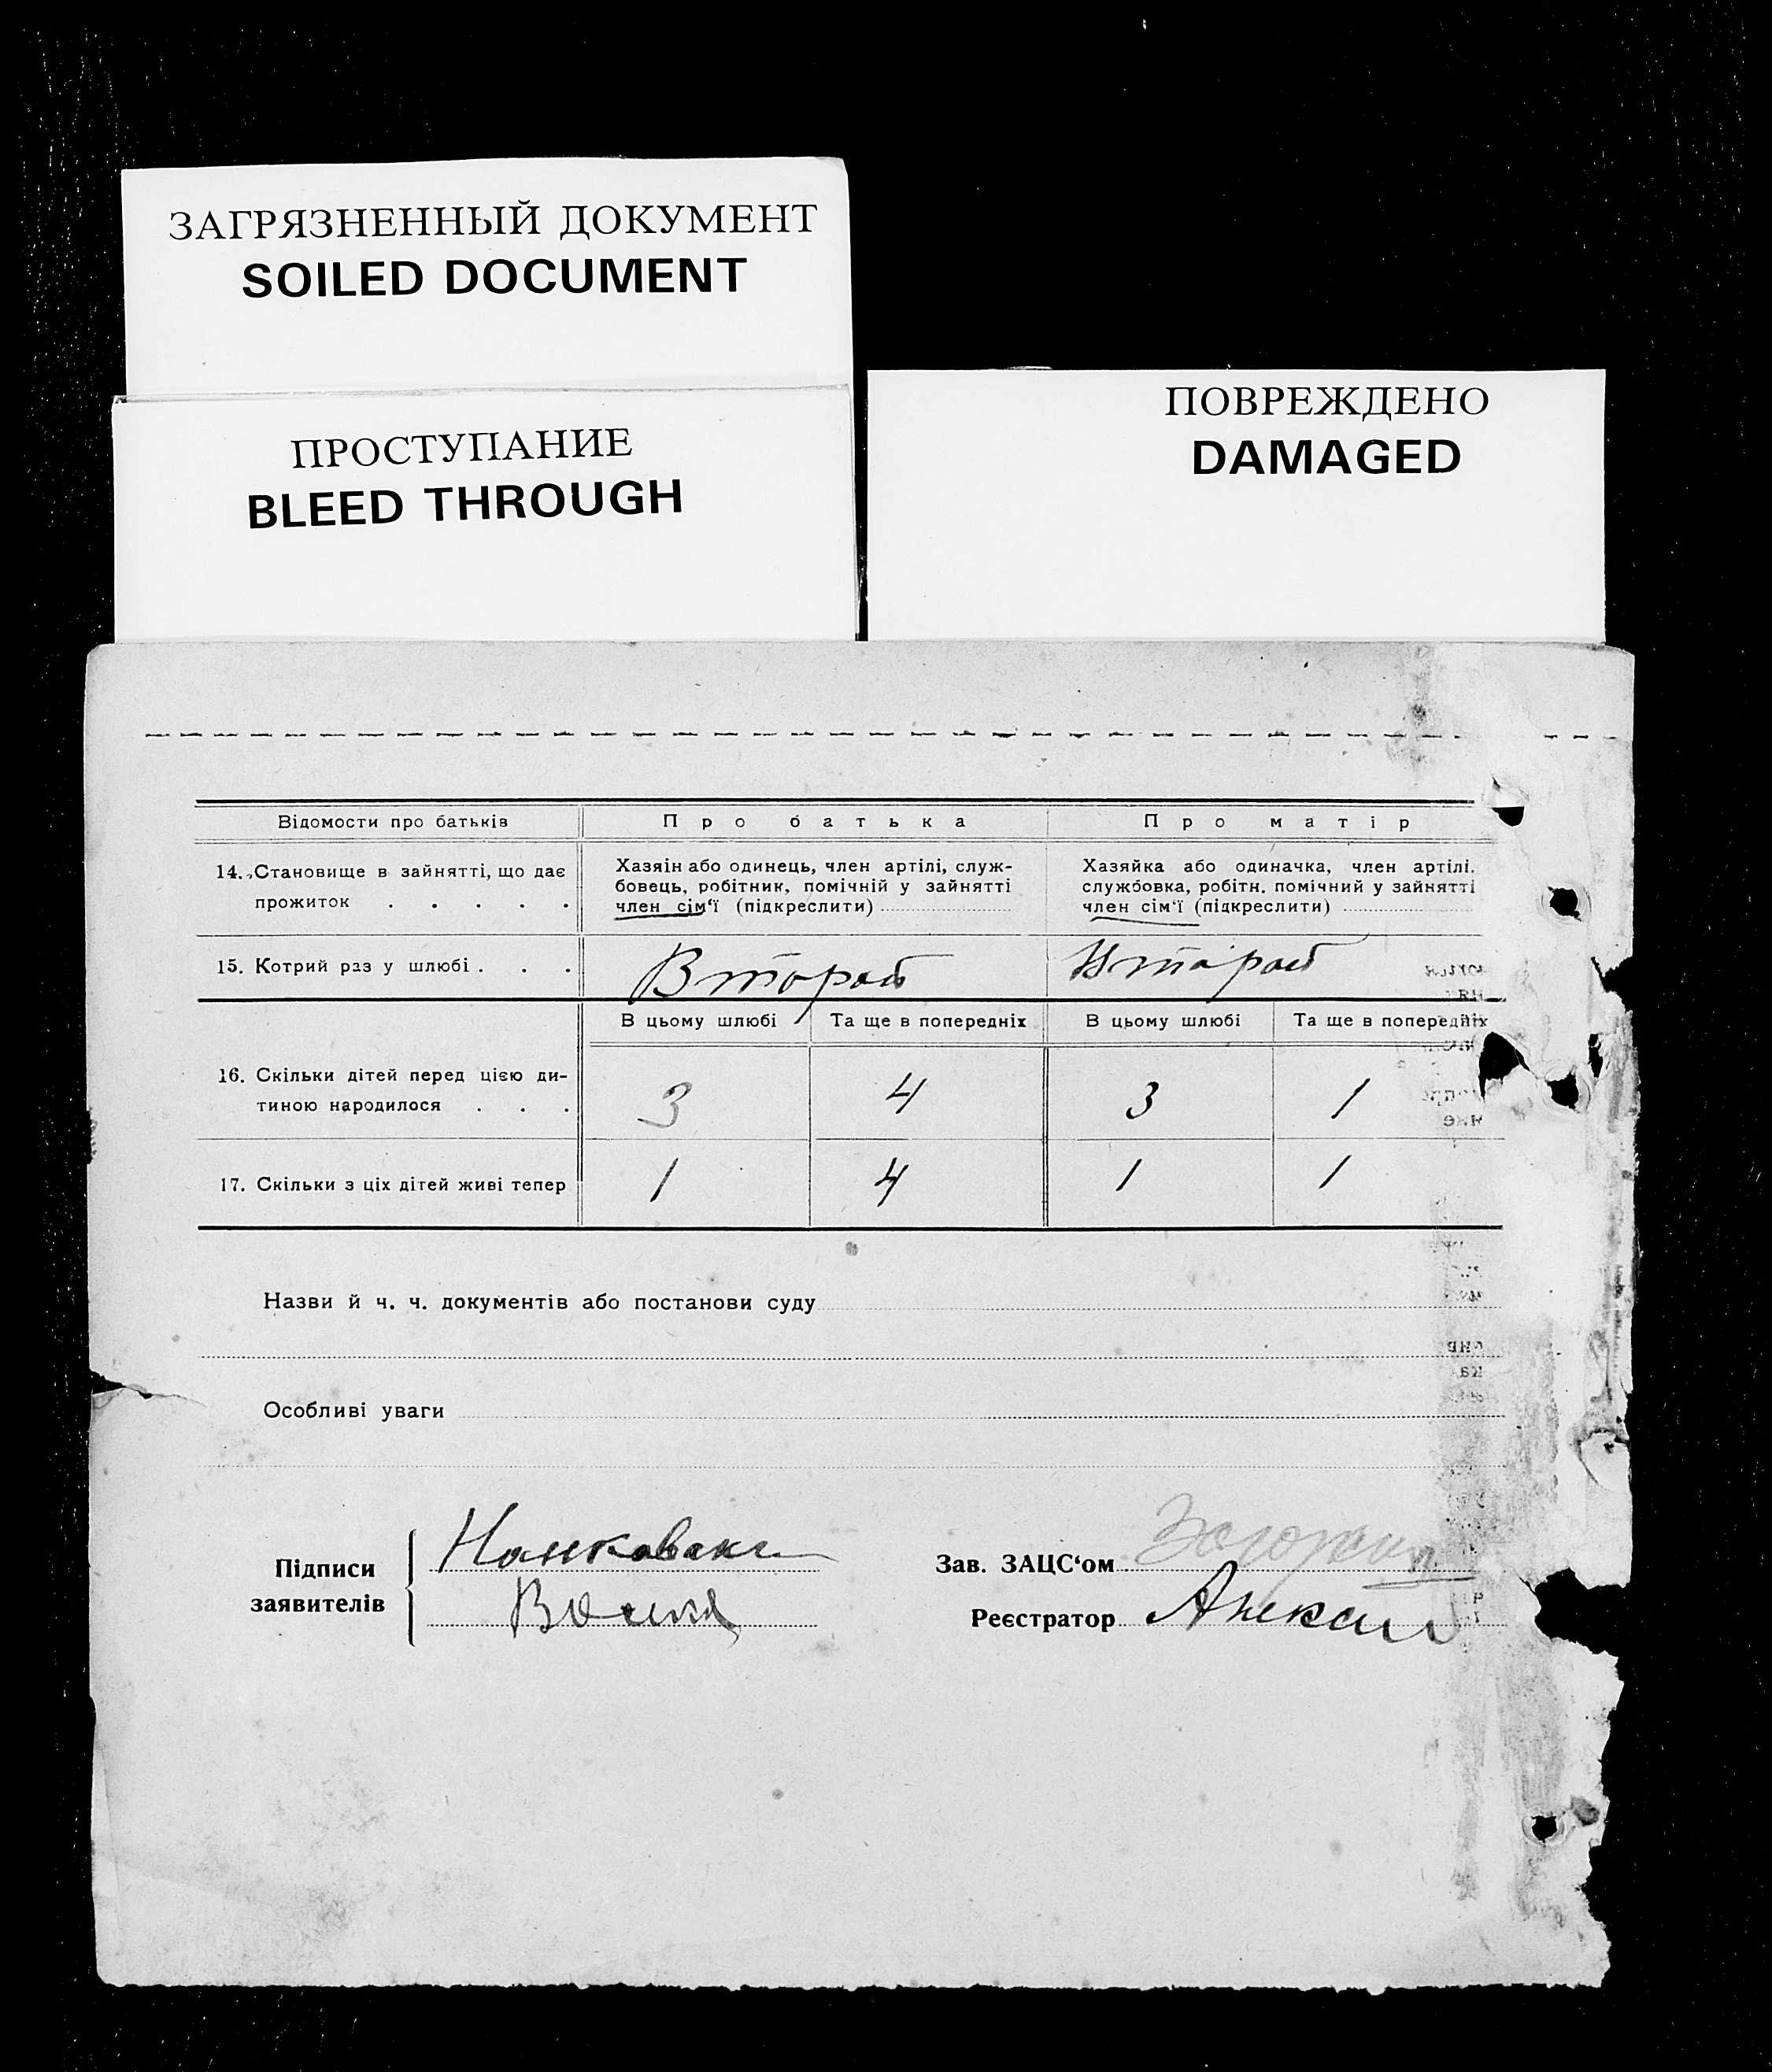 ЗАГРЯЗНЕННЫЙ ДОКУМЕНТ
SOILED DOCUMENT
ПРОСТУПАНИЕ
BLEED THROUGH
ПОВРЕЖДЕНО
DAMAGED
Відомости про батьків
Про батька
Про матір
14. Становище в зайнятті, що дає
прожиток . . . . .
Хазяін або одинець, член артілі, служ-
бовець, робітник, помічній у зайнятті
член сім‘ї (підкреслити)
Хазяйка або одиначка, член артілі.
службовка, робітн. помічний у зайнятті
член сім‘ї (підкреслити)
15. Котрий раз у шлюбі . . .
Второй
Второй
В цьому шлюбі
Та ще в попередніх
В цьому шлюбі
Та ще в попередніх
16. Скільки дітей перед цією ди-
тиною народилося . . .
3
4
3
1
17. Скільки з ціх дітей живі тепер
1
4
1
1
Назви й ч. ч. документів або постанови суду
Особливі уваги
Підписи
заявителів
Зав. ЗАЦС‘ом
Реєстратор